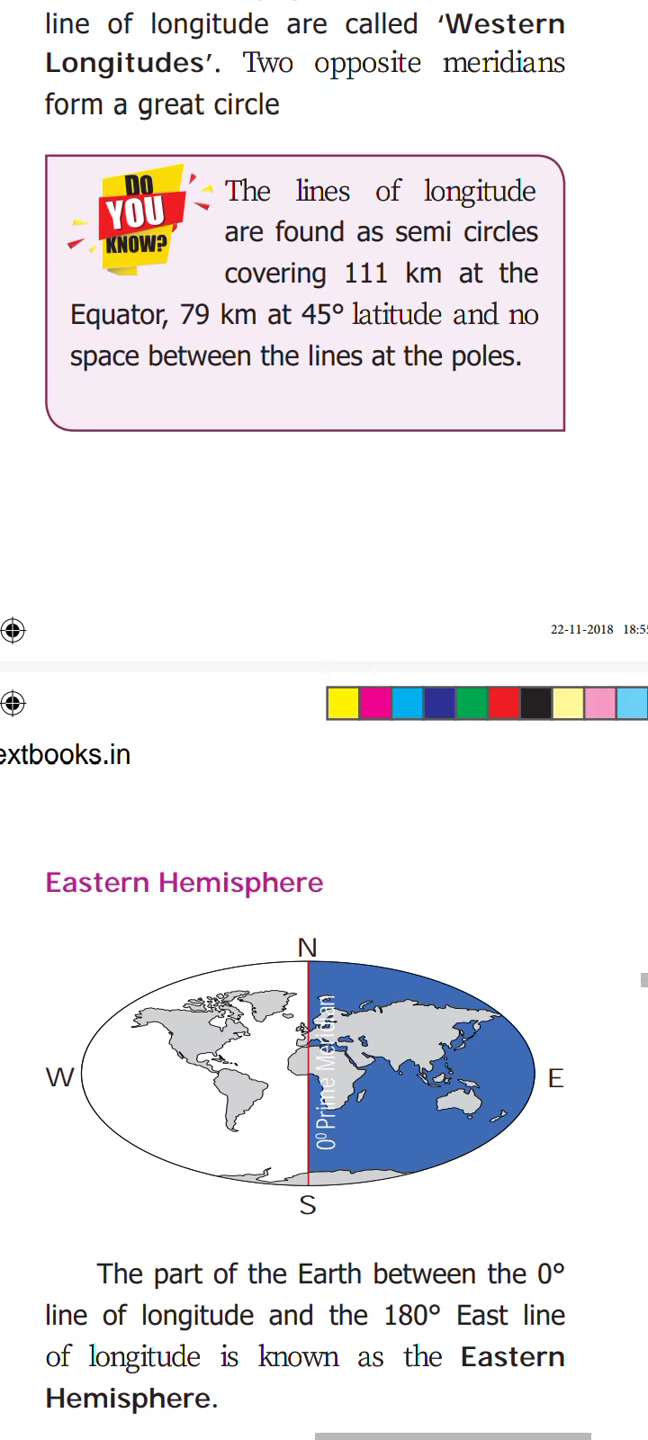 line of longitude are called ‘Western
Longitudes’. Two opposite meridians
form a great circle
DO
YOU
KNOW?
The lines of longitude
are found as semi circles
covering 111 km at the
Equator, 79 km at 45° latitude and no
space between the lines at the poles.
22-11-2018 18:55
extbooks.in
Eastern Hemisphere
N
W
0° Prime Meridian
E
S
The part of the Earth between the 0°
line of longitude and the 180° East line
of longitude is known as the Eastern
Hemisphere.